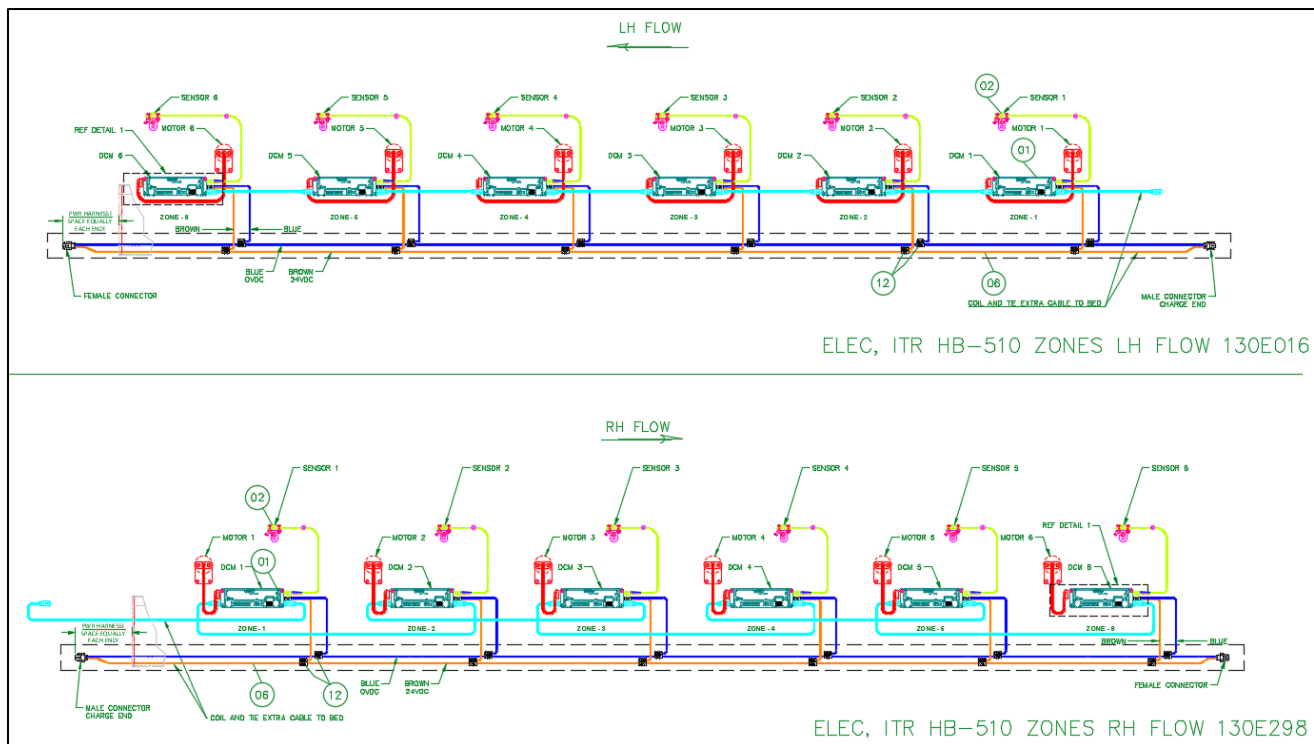 LH FLOW
SENSOR 6
SENSOR 5
SENSOR 4
SENSOR 3
SENSOR 2
02
SENSOR 1
REF DETAIL 1
MOTOR 6
MOTOR 5
MOTOR 4
MOTOR 3
MOTOR 2
MOTOR 1
01
DCM 6
DCM 5
DCM 4
DCM 3
DCM 2
DCM 1
PWR HARNESS:
SPACE EQUALLY
EACH END!
ZONE-6
ZONE-5
ZONE-4
ZONE-3
ZONE-2
ZONE-1
BROWN
BLUE
BLUE
0VDC
BROWN
24VDC
12
06
FEMALE CONNECTOR
COIL AND TIE EXTRA CABLE TO BED
MALE CONNECTOR
CHARGE END
ELEC, ITR HB-510 ZONES LH FLOW 130E016
RH FLOW
SENSOR 1
SENSOR 2
SENSOR 3
SENSOR 4
SENSOR 5
SENSOR 6
02
REF DETAIL 1
MOTOR 1
MOTOR 2
MOTOR 3
MOTOR 4
MOTOR 5
MOTOR 6
01
DCM 1
DCM 2
DCM 3
DCM 4
DCM 5
DCM 6
PWR HARNESS:
SPACE EQUALLY
EACH END!
ZONE-1
ZONE-2
ZONE-3
ZONE-4
ZONE-5
ZONE-6
BROWN
BLUE
06
12
BLUE
0VDC
BROWN
24VDC
MALE CONNECTOR
CHARGE END
COIL AND TIE EXTRA CABLE TO BED
FEMALE CONNECTOR
ELEC, ITR HB-510 ZONES RH FLOW 130E298